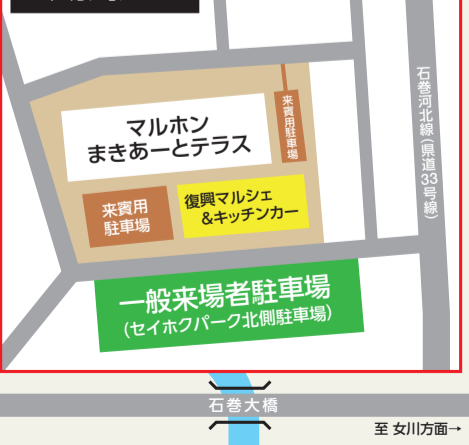 マルホン
まきあーとテラス
来賓用駐車場
来賓用
駐車場
復興マルシェ
&キッチンカー
石巻河北線(県道33号線)
一般来場者駐車場
(セイホクパーク北側駐車場)
石巻大橋
至 女川方面→